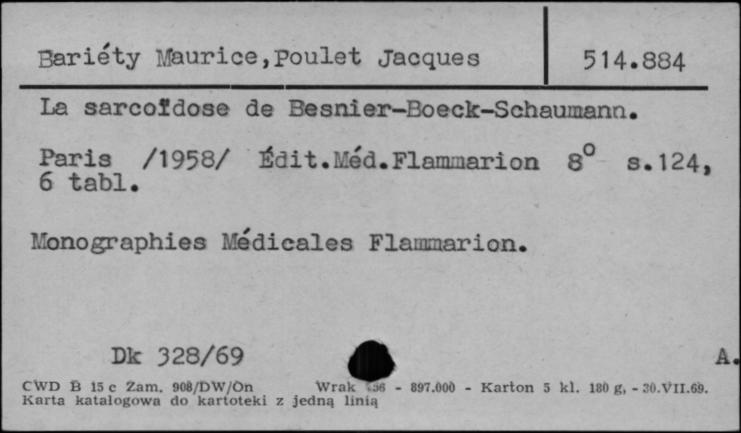 Bariéty Maurice,Poulet Jacques
514.884
La sarcoïdose de Besnier-Boeck-Schaumann.
Paris /1958/ Édit.Méd.Flammarion 8° s.124,
6 tabl.
Monographies Médicales Flammarion.
Dk 328/69
A.
CWD B 15 c Zam. 908/DW/On Wrak - 897.000 - Karton 5 kl. 180 g, - 30.VII.69.
Karta katalogowa do kartoteki z jedną linią